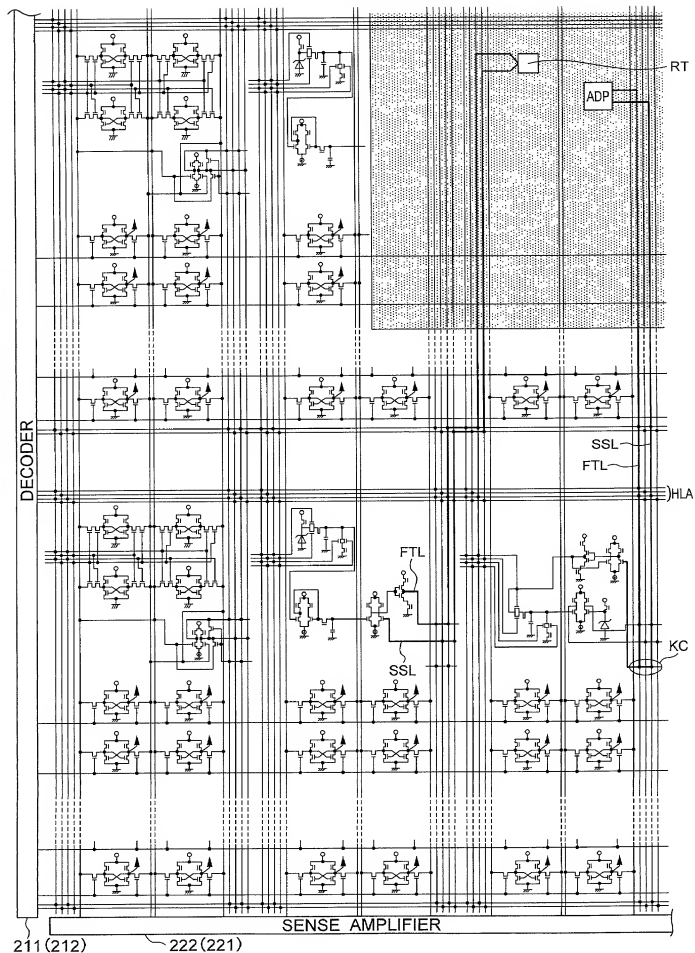 RT
ADP
DECODER
SSL
FTL
HLA
FTL
SSL
KC
SENSE AMPLIFIER
211(212)
222(221)